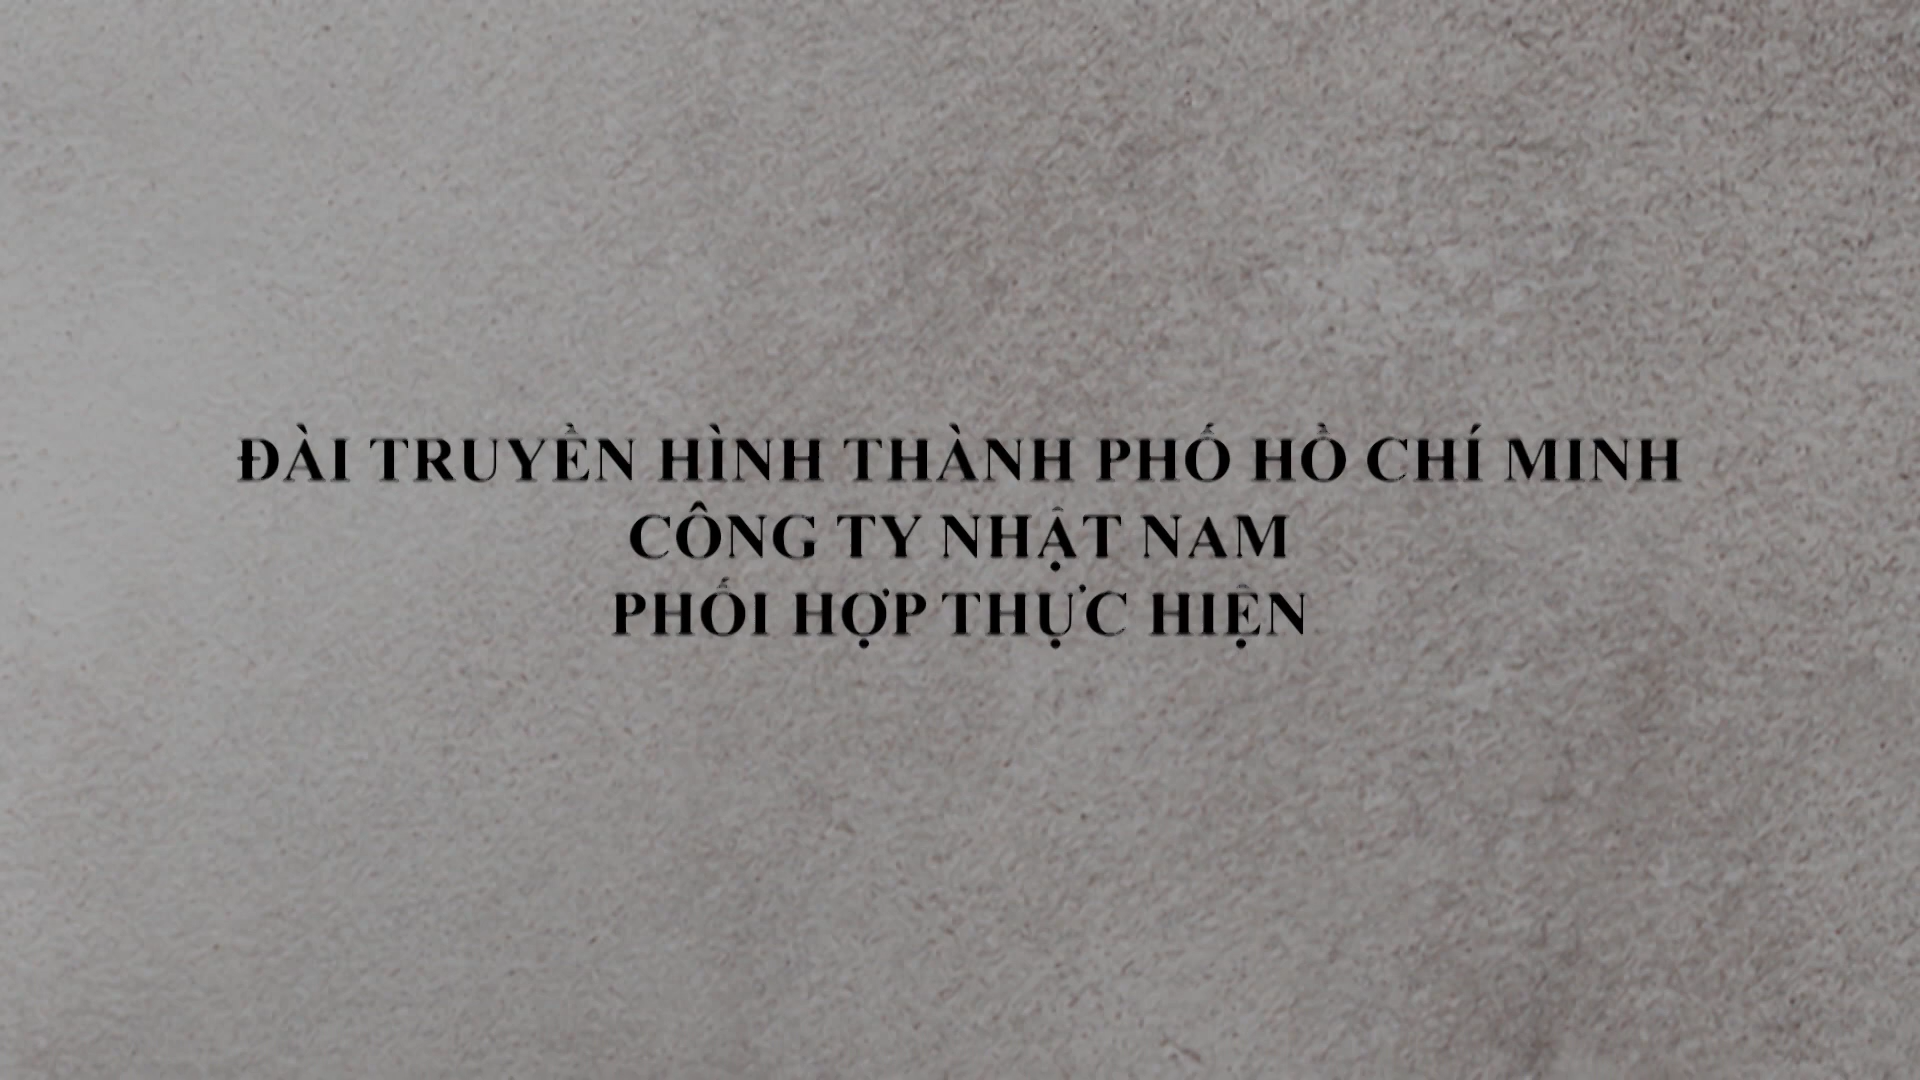 ĐÀI TRUYỀN HÌNH THÀNH PHỐ HỒ CHÍ MINH
CÔNG TY NHẬT NAM
PHỐI HỢP THỰC HIỆN